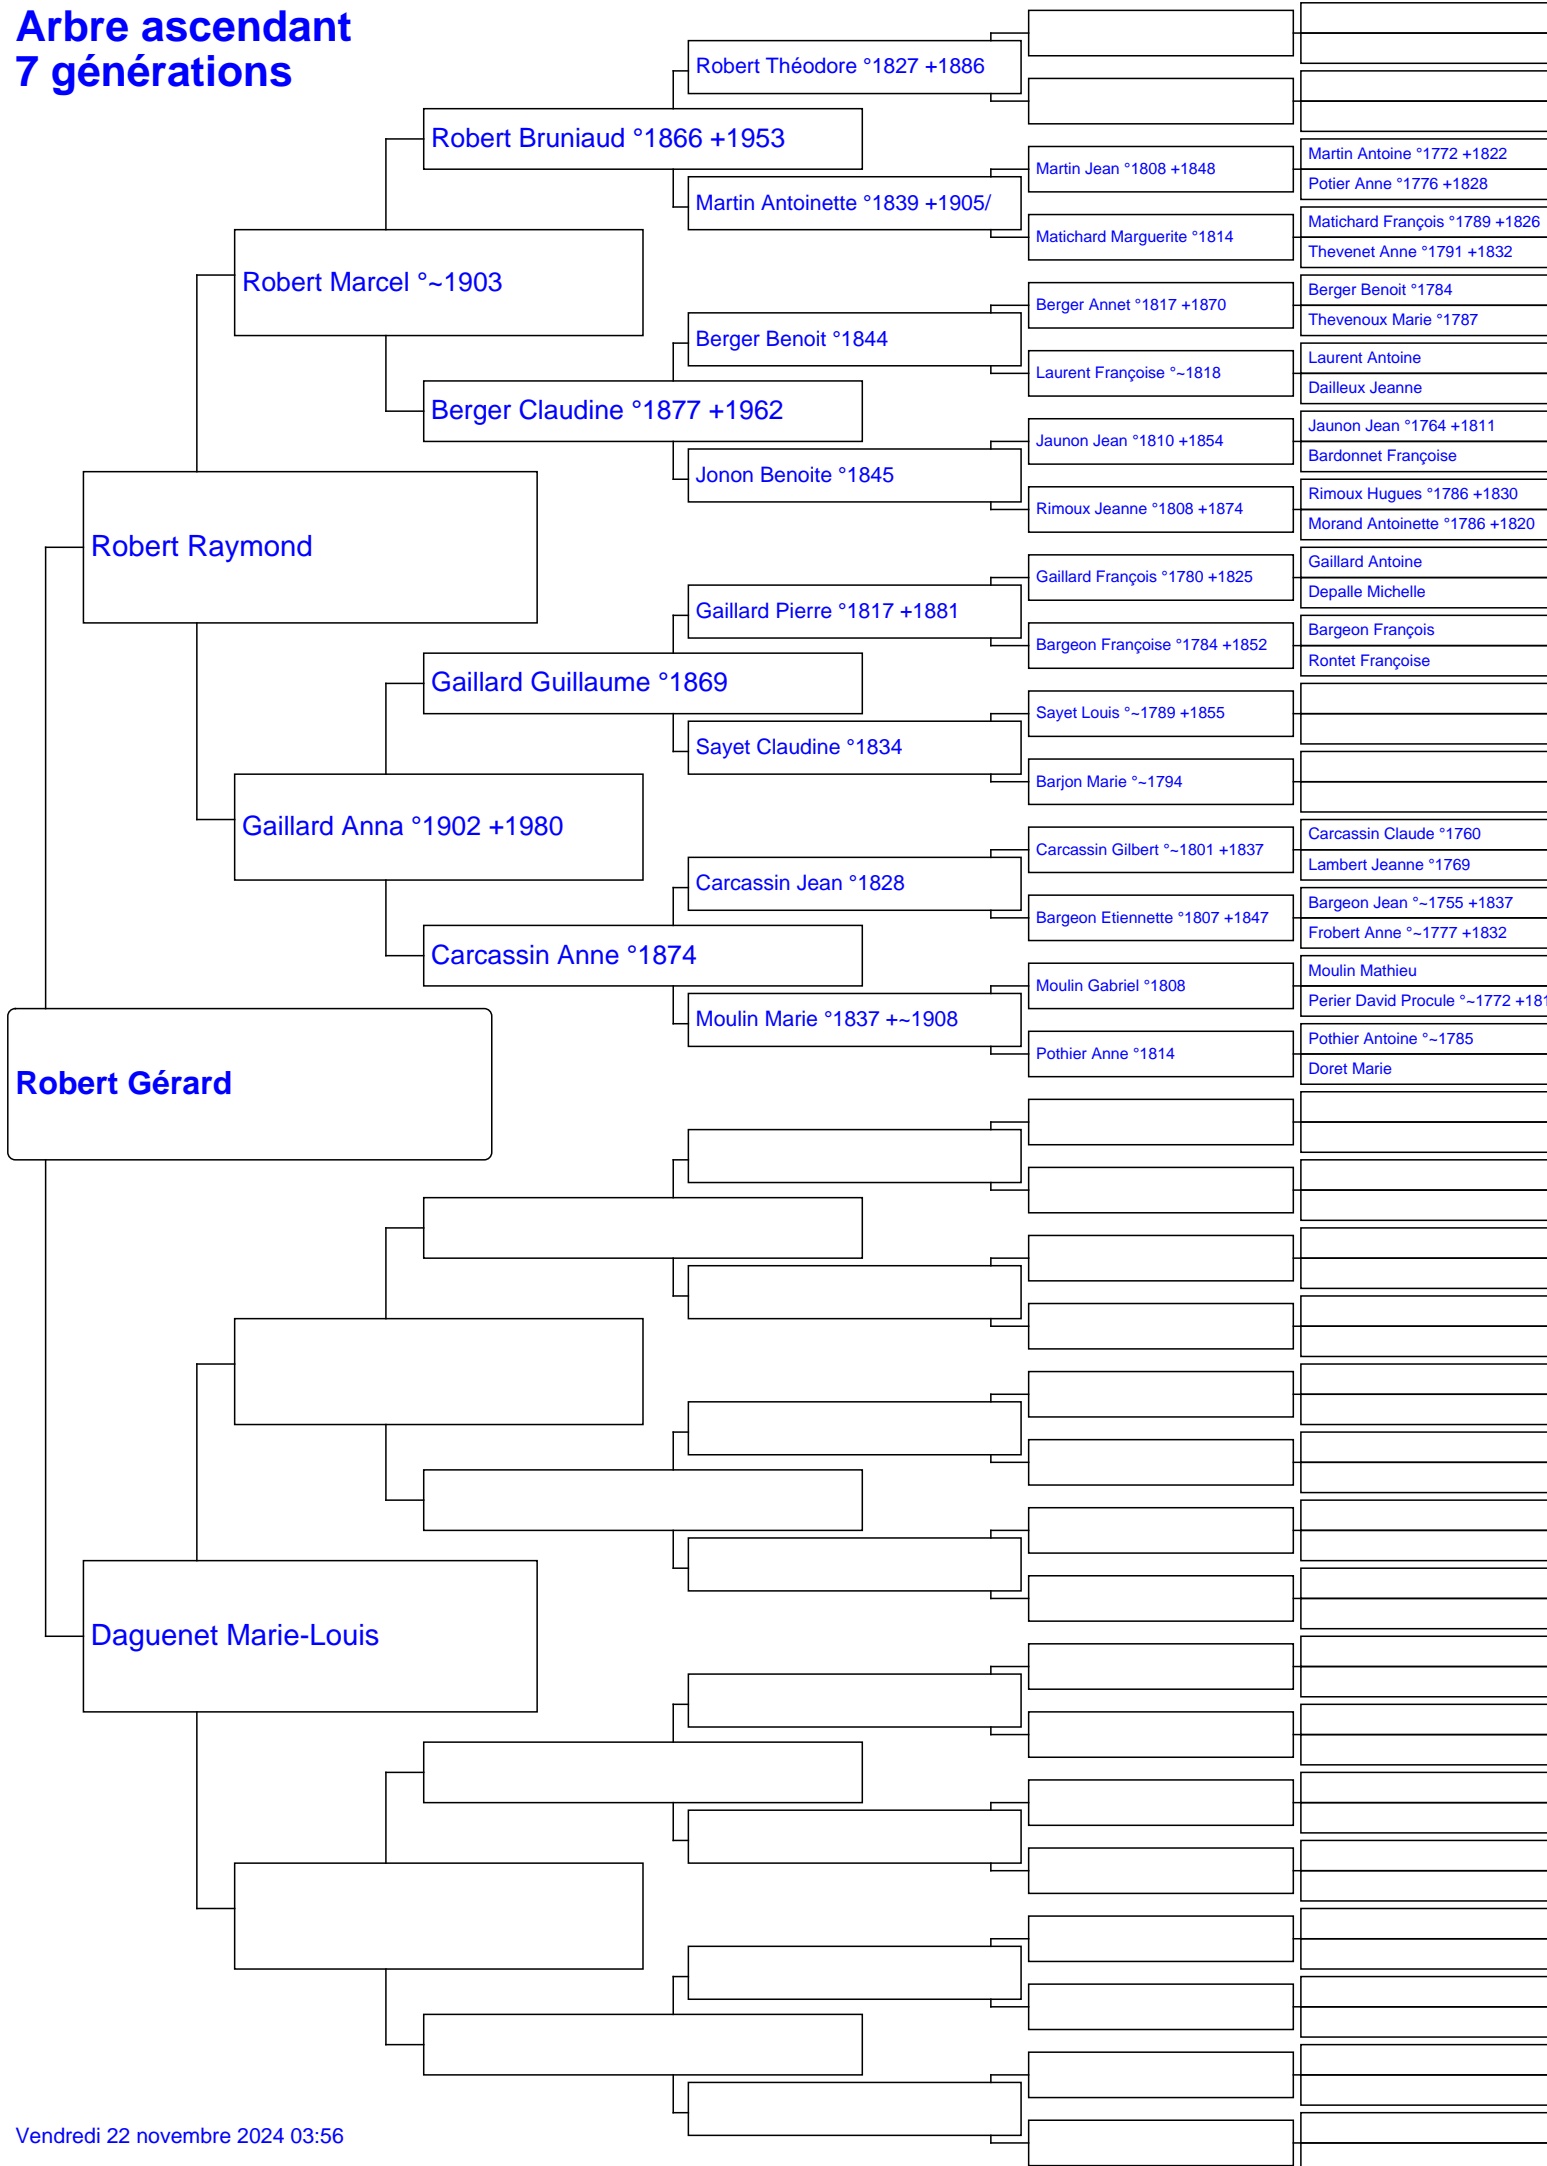 Arbre ascendant
7 générations
Robert Théodore °1827 +1886
Robert Bruniaud °1866 +1953
Martin Antoine °1772 +1822
Martin Jean °1808 +1848
Potier Anne °1776 +1828
Martin Antoinette °1839 +1905/
Matichard François °1789 +1826
Matichard Marguerite °1814
Thevenet Anne °1791 +1832
Robert Marcel °~1903
Berger Benoit °1784
Berger Annet °1817 +1870
Thevenoux Marie °1787
Berger Benoit °1844
Laurent Antoine
Laurent Françoise °~1818
Dailleux Jeanne
Berger Claudine °1877 +1962
Jaunon Jean °1764 +1811
Jaunon Jean °1810 +1854
Bardonnet Françoise
Jonon Benoite °1845
Rimoux Hugues °1786 +1830
Rimoux Jeanne °1808 +1874
Morand Antoinette °1786 +1820
Robert Raymond
Gaillard Antoine
Gaillard François °1780 +1825
Depalle Michelle
Gaillard Pierre °1817 +1881
Bargeon François
Bargeon Françoise °1784 +1852
Rontet Françoise
Gaillard Guillaume °1869
Sayet Louis °~1789 +1855
Sayet Claudine °1834
Barjon Marie °~1794
Gaillard Anna °1902 +1980
Carcassin Claude °1760
Carcassin Gilbert °~1801 +1837
Lambert Jeanne °1769
Carcassin Jean °1828
Bargeon Jean °~1755 +1837
Bargeon Etiennette °1807 +1847
Frobert Anne °~1777 +1832
Carcassin Anne °1874
Moulin Mathieu
Moulin Gabriel °1808
Perier David Procule °~1772
Moulin Marie °1837 +~1908
Pothier Antoine °~1785
Pothier Anne °1814
Doret Marie
Robert Gérard
Daguenet Marie-Louis
Vendredi 22 novembre 2024 03:56